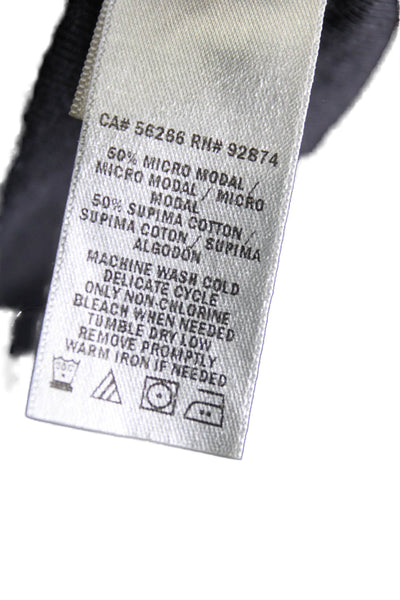 CA# 56266 RN# 92874
50% MICRO MODAL /
MICRO MODAL / MICRO
MODAL
50% SUPIMA COTTON /
SUPIMA COTON / SUPIMA
ALGODON
MACHINE WASH COLD
DELICATE CYCLE
ONLY NON-CHLORINE
BLEACH WHEN NEEDED
TUMBLE DRY LOW
REMOVE PROMPTLY
WARM IRON IF NEEDED